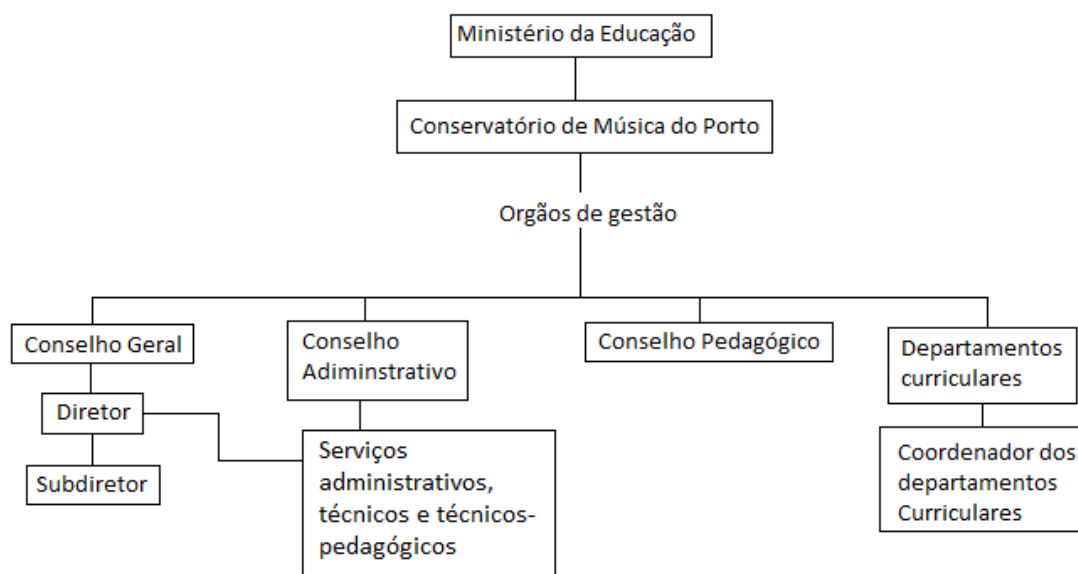 Ministério da Educação
Conservatório de Música do Porto
Orgãos de gestão
Conselho Geral
Conselho
Adiminstrativo
Conselho Pedagógico
Departamentos
curriculares
Diretor
Subdiretor
Serviços
administrativos,
técnicos e técnicos-
pedagógicos
Coordenador dos
departamentos
Curriculares